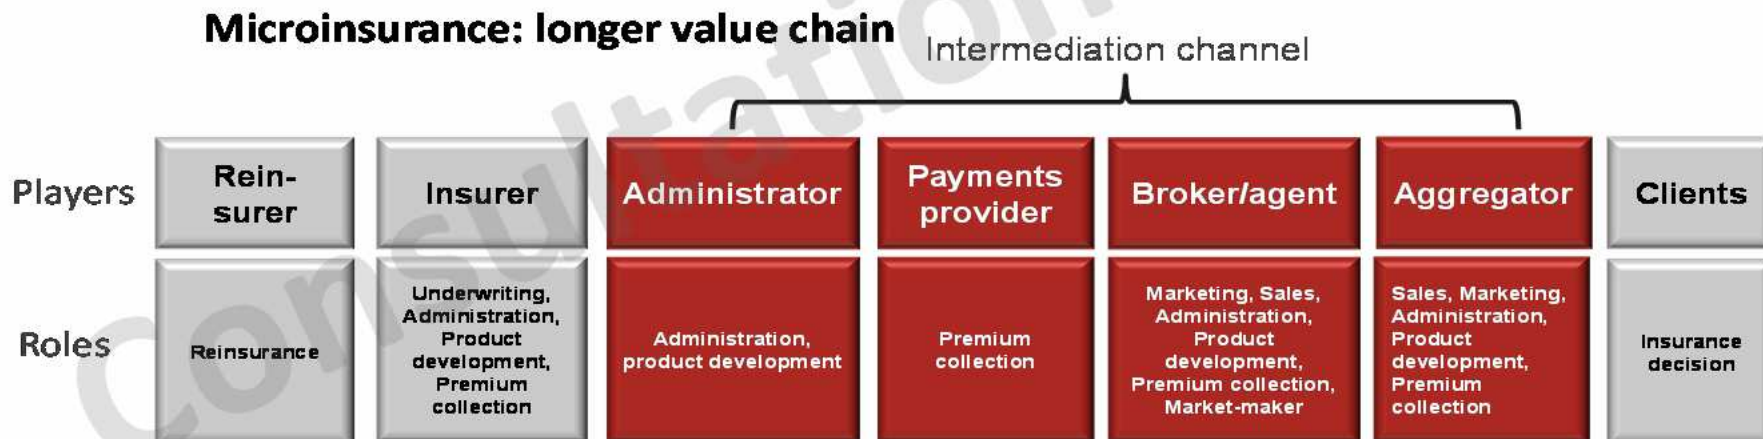 Microinsurance: longer value chain
Intermediation channel
Players
Rein-
surer
Insurer
Administrator
Payments
provider
Broker/agent
Aggregator
Clients
Roles
Reinsurance
Underwriting,
Administration,
Product
development,
Premium
collection
Administration,
product development
Premium
collection
Marketing, Sales,
Administration,
Product
development,
Premium collection,
Market-maker
Sales, Marketing,
Administration,
Product
development,
Premium
collection
Insurance
decision
Consultation